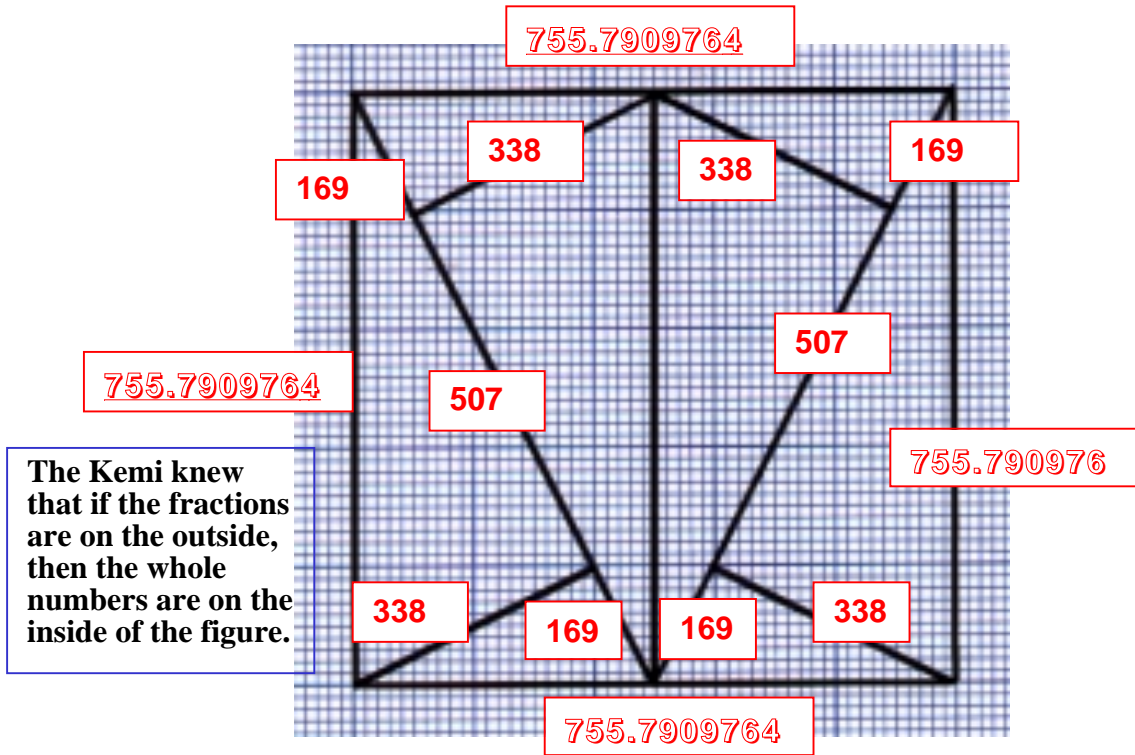 755.7909764
338
169
338
169
507
755.7909764
507
755.790976
The Kemi knew
that if the fractions
are on the outside,
then the whole
numbers are on the
inside of the figure.
338
169
169
338
755.7909764